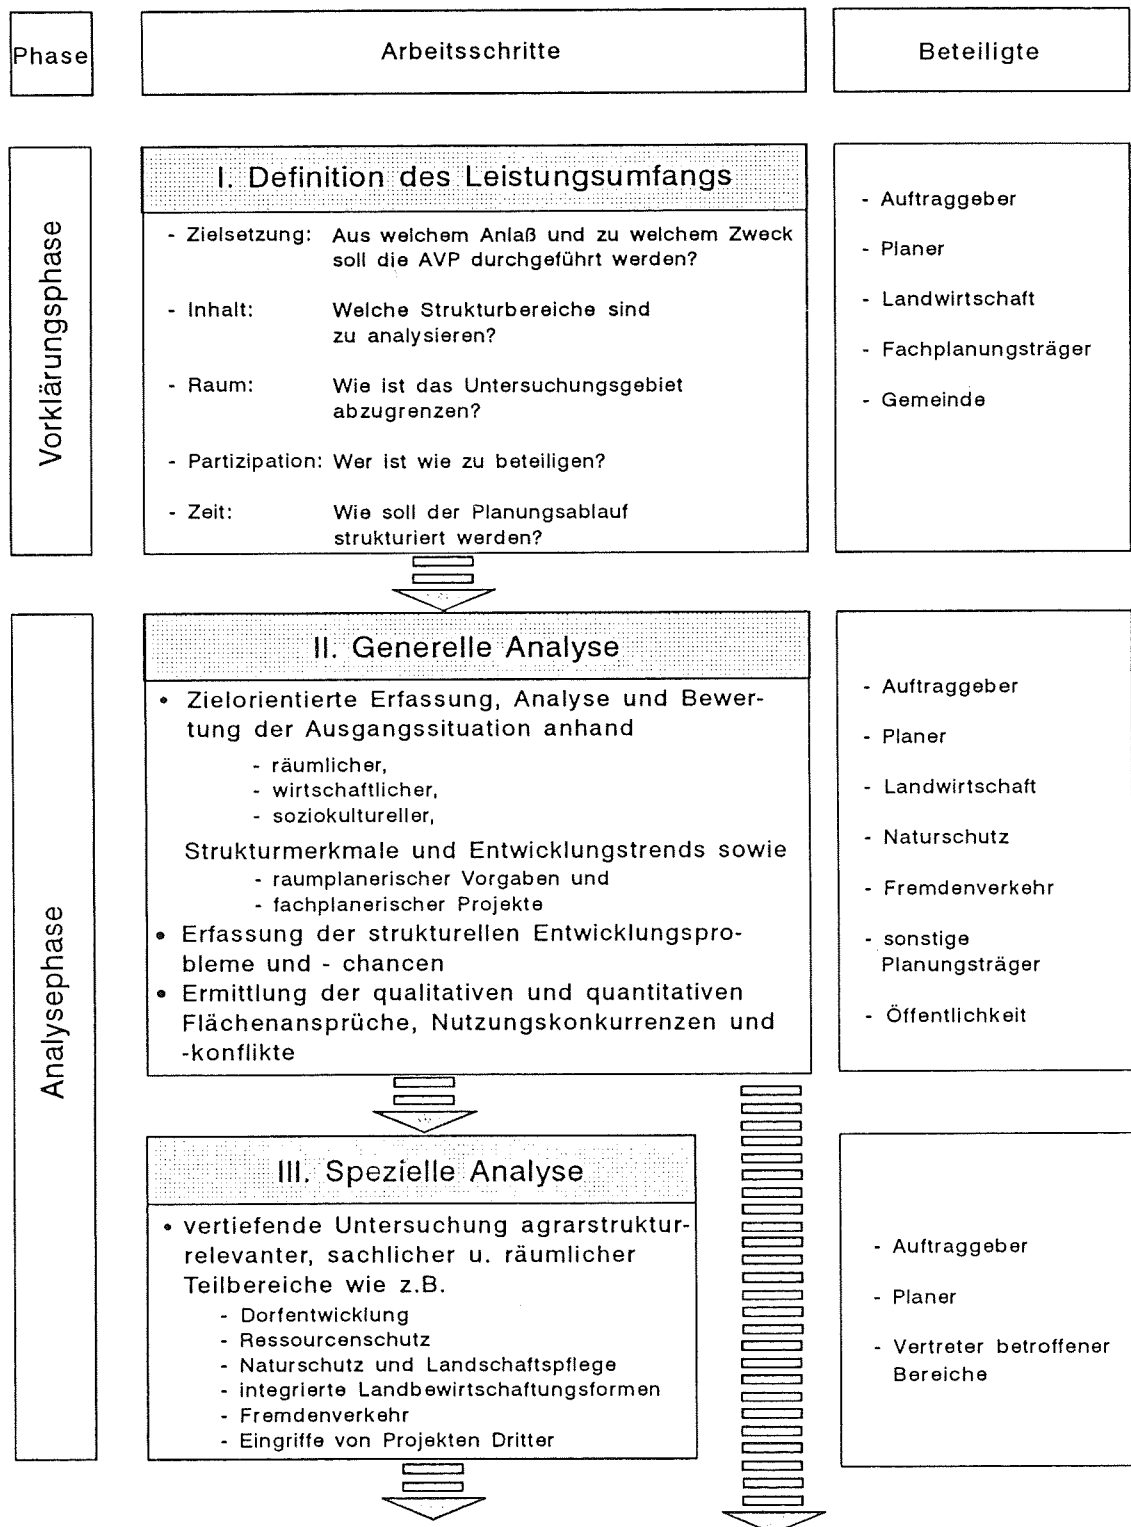 Phase
Arbeitsschritte
Beteiligte
Vorklärungsphase
I. Definition des Leistungsumfangs
- Zielsetzung: Aus welchem Anlaß und zu welchem Zweck
soll die AVP durchgeführt werden?
- Inhalt: Welche Strukturbereiche sind
zu analysieren?
- Raum: Wie ist das Untersuchungsgebiet
abzugrenzen?
- Partizipation: Wer ist wie zu beteiligen?
- Zeit: Wie soll der Planungsablauf
strukturiert werden?
- Auftraggeber
- Planer
- Landwirtschaft
- Fachplanungsträger
- Gemeinde
Analysephase
II. Generelle Analyse
• Zielorientierte Erfassung, Analyse und Bewer-
tung der Ausgangssituation anhand
- räumlicher,
- wirtschaftlicher,
- soziokultureller,
Strukturmerkmale und Entwicklungstrends sowie
- raumplanerischer Vorgaben und
- fachplanerischer Projekte
• Erfassung der strukturellen Entwicklungspro-
bleme und - chancen
• Ermittlung der qualitativen und quantitativen
Flächenansprüche, Nutzungskonkurrenzen und
-konflikte
- Auftraggeber
- Planer
- Landwirtschaft
- Naturschutz
- Fremdenverkehr
- sonstige
Planungsträger
- Öffentlichkeit
III. Spezielle Analyse
• vertiefende Untersuchung agrarstruktur-
relevanter, sachlicher u. räumlicher
Teilbereiche wie z.B.
- Dorfentwicklung
- Ressourcenschutz
- Naturschutz und Landschaftspflege
- integrierte Landbewirtschaftungsformen
- Fremdenverkehr
- Eingriffe von Projekten Dritter
- Auftraggeber
- Planer
- Vertreter betroffener
Bereiche